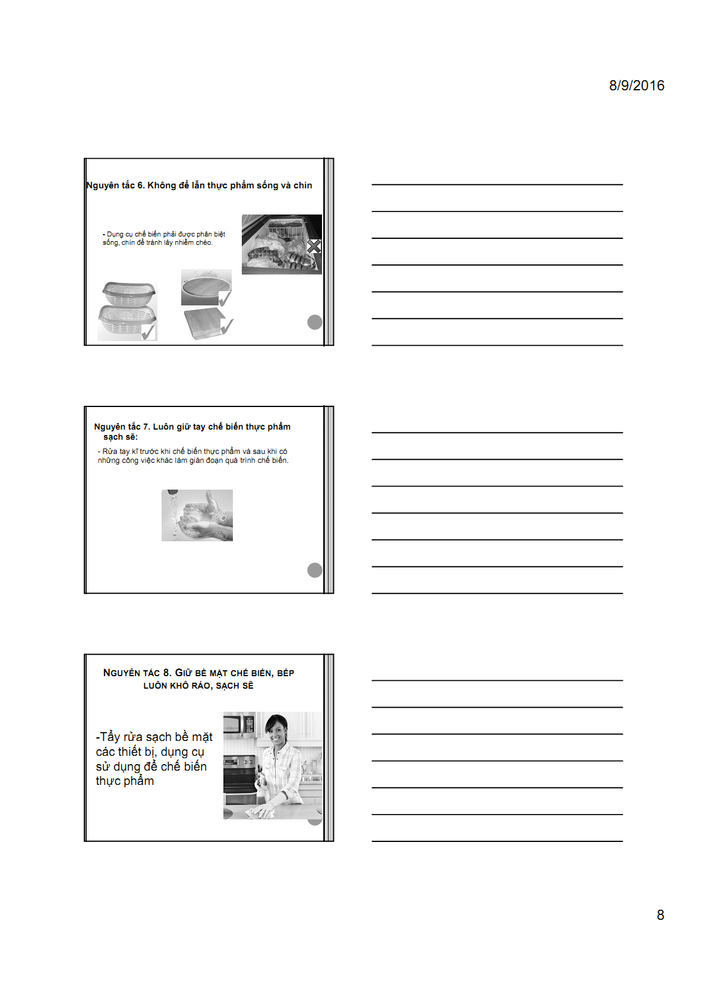 8/9/2016
Nguyên tắc 6. Không để lẫn thực phẩm sống và chín
- Dụng cụ chế biến phải được phân biệt
sống, chín để tránh lây nhiễm chéo.
Nguyên tắc 7. Luôn giữ tay chế biến thực phẩm
sạch sẽ:
- Rửa tay kĩ trước khi chế biến thực phẩm và sau khi có
những công việc khác làm gián đoạn quá trình chế biến.
NGUYÊN TẮC 8. GIỮ BỀ MẶT CHẾ BIẾN, BẾP
LUÔN KHÔ RÁO, SẠCH SẼ
-Tẩy rửa sạch bề mặt
các thiết bị, dụng cụ
sử dụng để chế biến
thực phẩm
8